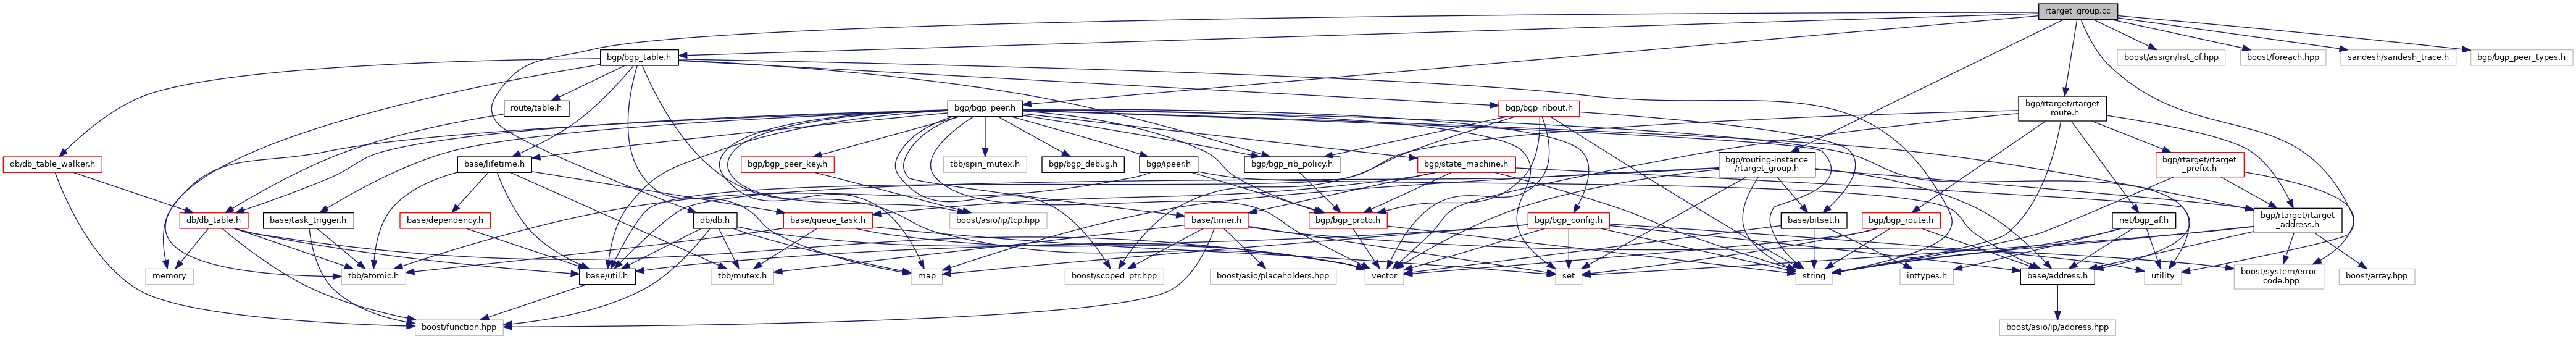 rtarget_group.cc
bgp/bgp_table.h
boost/assign/list_of.hpp
boost/foreach.hpp
sandesh/sandesh_trace.h
bgp/bgp_peer_types.h
route/table.h
bgp/bgp_peer.h
bgp/bgp_ribout.h
bgp/rtarget/rtarget
_route.h
db/db_table_walker.h
base/lifetime.h
bgp/bgp_peer_key.h
tbb/spin_mutex.h
bgp/bgp_debug.h
bgp/ipeer.h
bgp/bgp_rib_policy.h
bgp/state_machine.h
bgp/routing-instance
/rtarget_group.h
bgp/rtarget/rtarget
_prefix.h
db/db_table.h
base/task_trigger.h
base/dependency.h
db/db.h
base/queue_task.h
boost/asio/ip/tcp.hpp
base/timer.h
bgp/bgp_proto.h
bgp/bgp_config.h
base/bitset.h
bgp/bgp_route.h
net/bgp_af.h
bgp/rtarget/rtarget
_address.h
memory
tbb/atomic.h
base/util.h
tbb/mutex.h
map
boost/scoped_ptr.hpp
boost/asio/placeholders.hpp
vector
set
string
inttypes.h
base/address.h
utility
boost/system/error
_code.hpp
boost/array.hpp
boost/function.hpp
boost/asio/ip/address.hpp